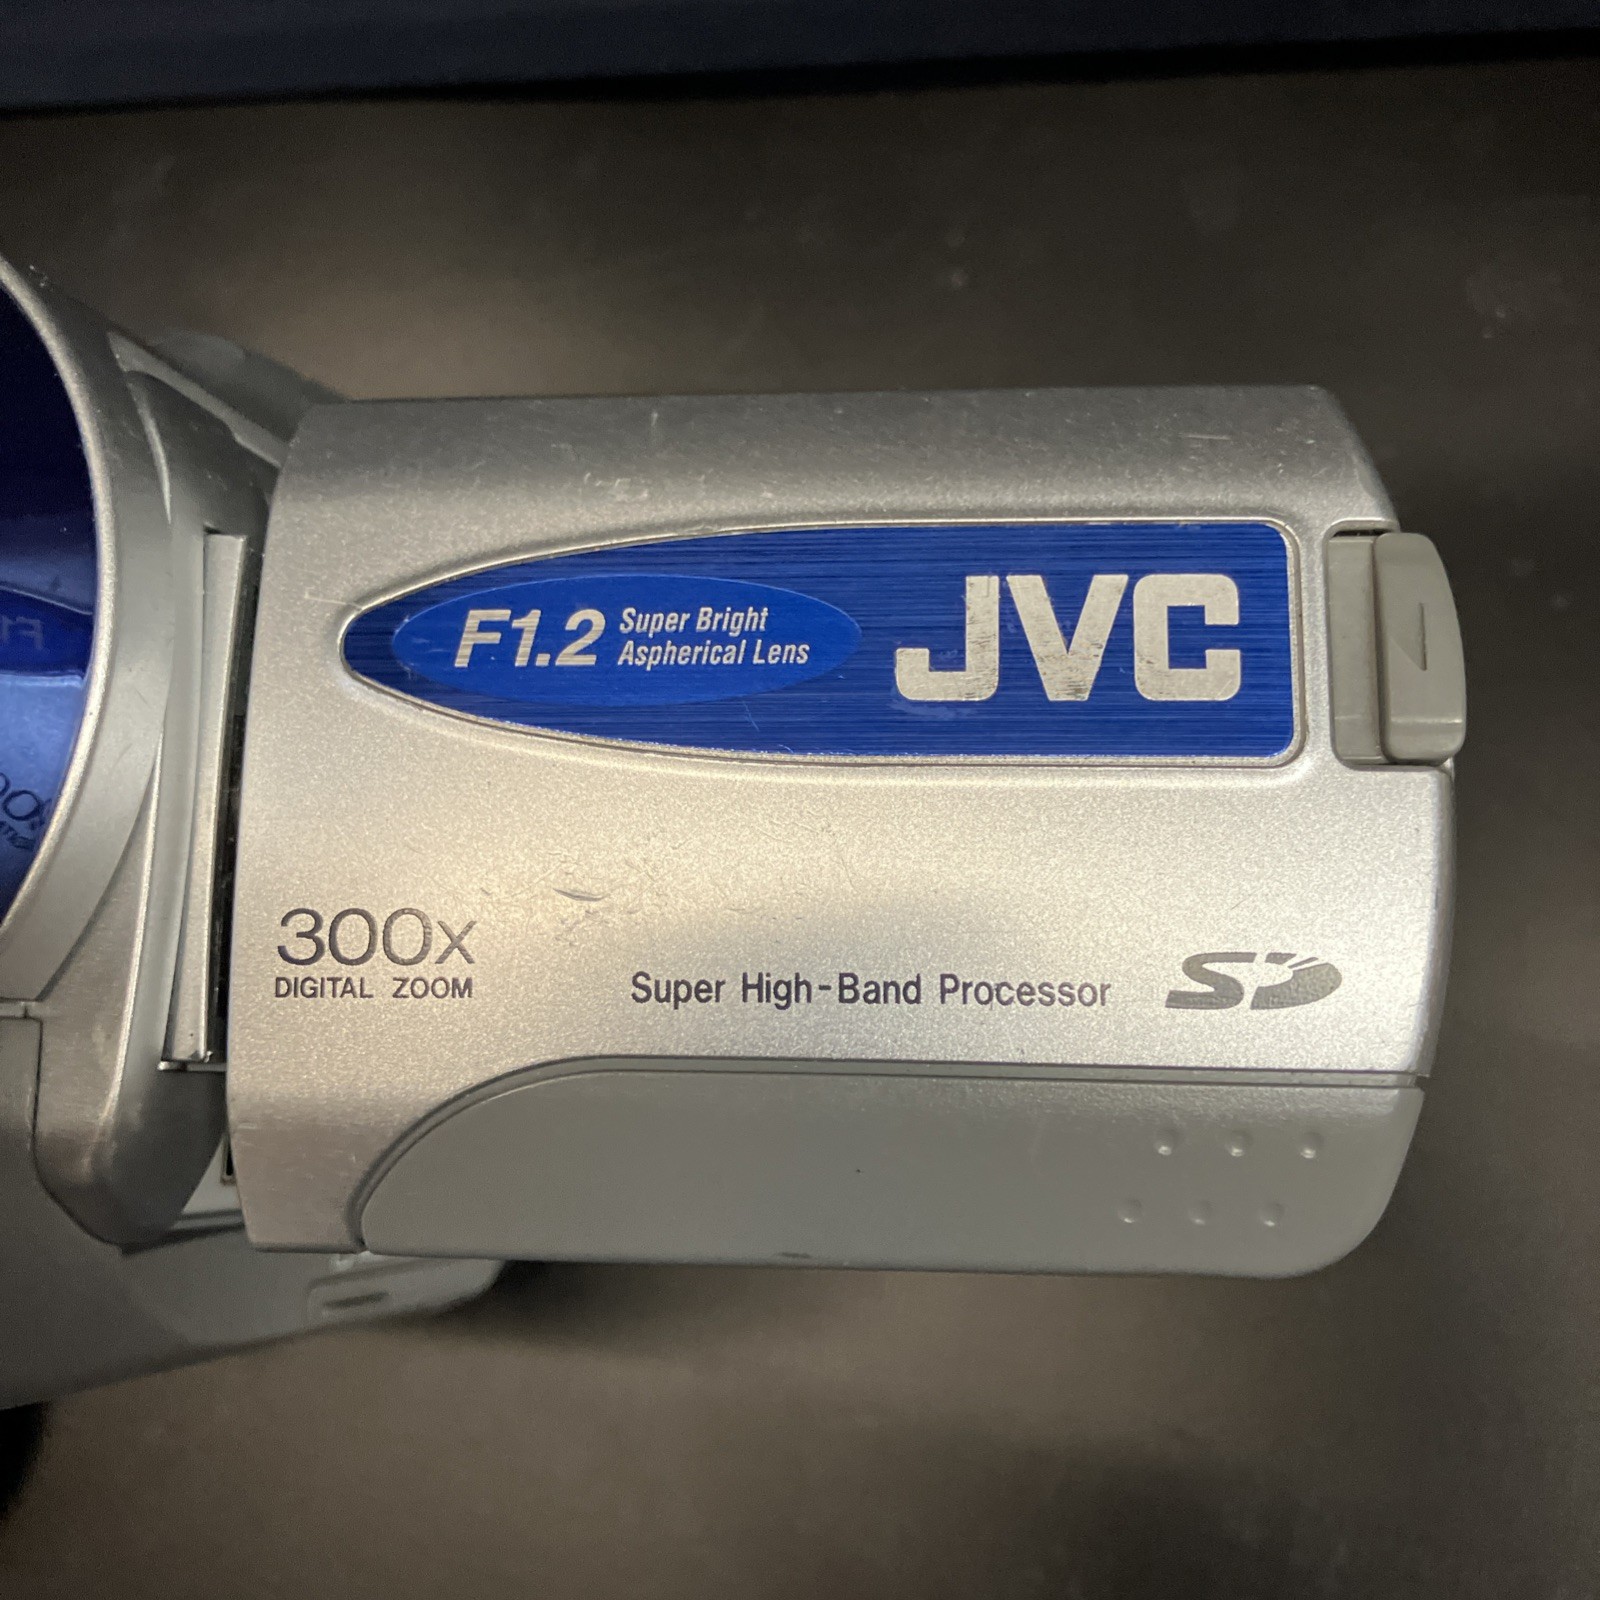 F1.2 Super Bright
Aspherical Lens
JVC
300x
DIGITAL ZOOM
Super High-Band Processor
SD